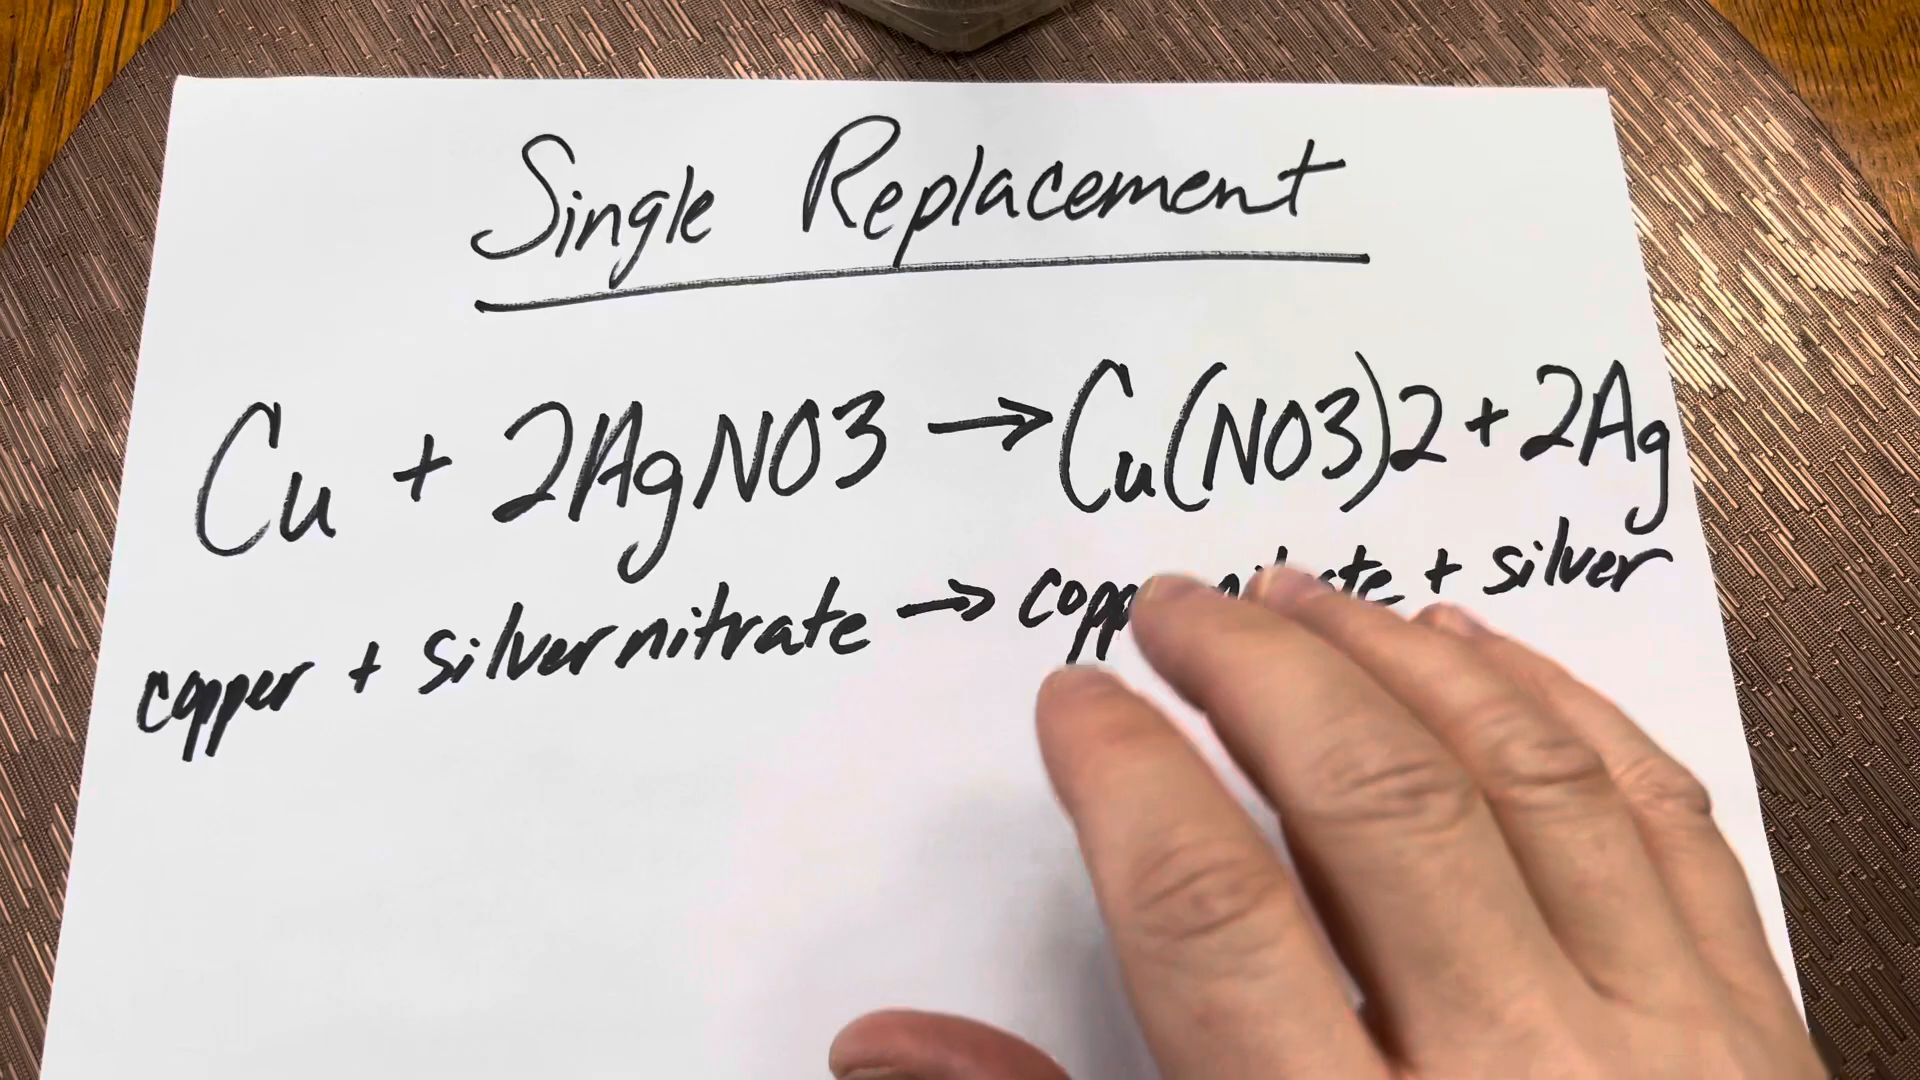 Single Replacement
Cu + 2AgNO3 → Cu(NO3)2 + 2Ag
copper + silver nitrate → + silver